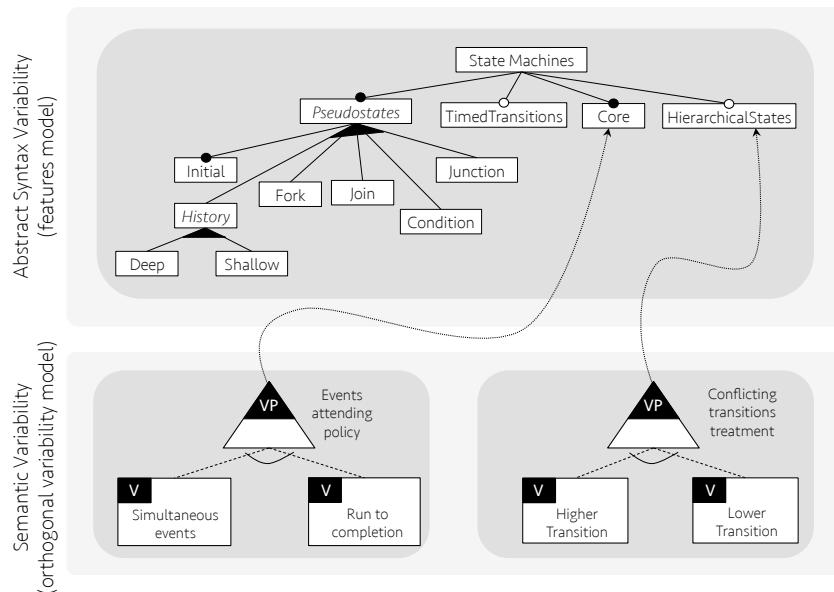 Abstract Syntax Variability
(features model)
State Machines
Pseudostates
TimedTransitions
Core
HierarchicalStates
Initial
Junction
Fork
Join
History
Condition
Deep
Shallow
Semantic Variability
(orthogonal variability model)
VP
Events
attending
policy
VP
Conflicting
transitions
treatment
V
Simultaneous
events
V
Run to
completion
V
Higher
Transition
V
Lower
Transition